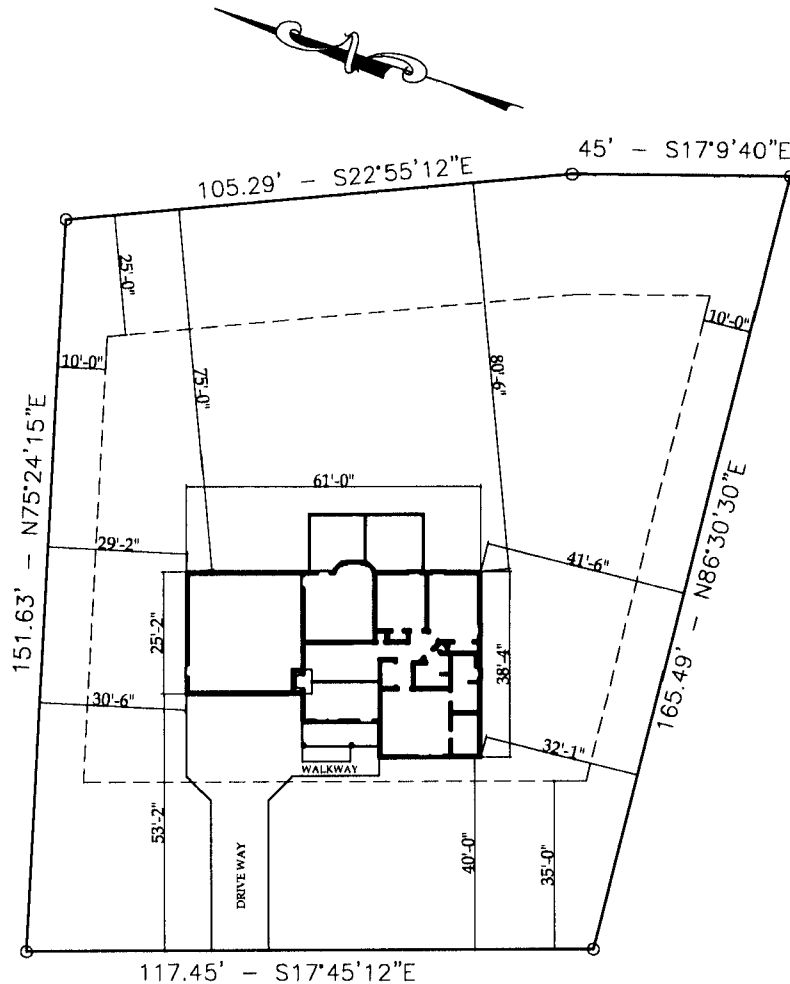 45' - S17°9'40"E
105.29' - S22°55'12"E
25'-0"
10'-0"
10'-0"
75'-0"
80'-6"
151.63' - N75°24'15"E
61'-0"
29'-2"
41'-6"
165.49' - N86°30'30"E
25'-2"
38'-4"
30'-6"
32'-1"
WALKWAY
53'-2"
DRIVE WAY
40'-0"
35'-0"
117.45' - S17°45'12"E